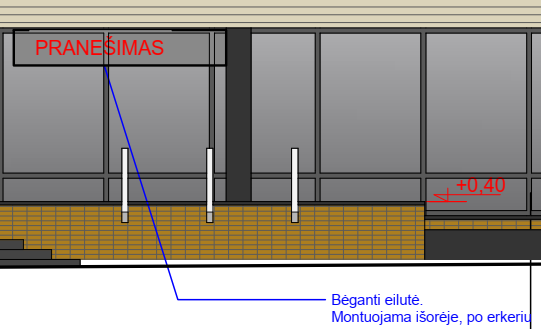 PRANEŠIMAS
+0,40
Bėganti eilutė.
Montuojama išorėje, po erkeriu